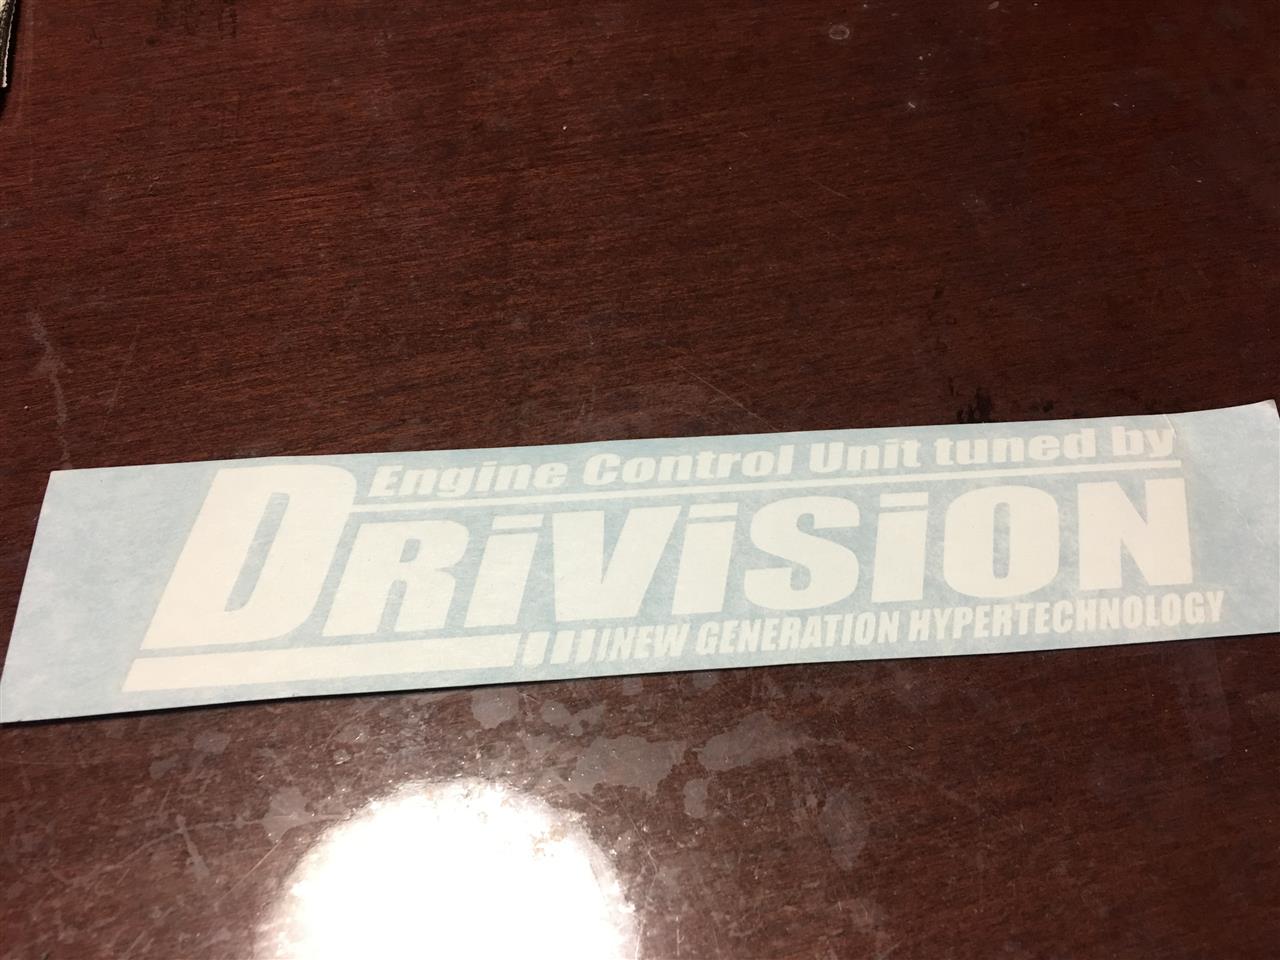 Engine Control Unit tuned by
DRiViSiON
NEW GENERATION HYPERTECHNOLOGY